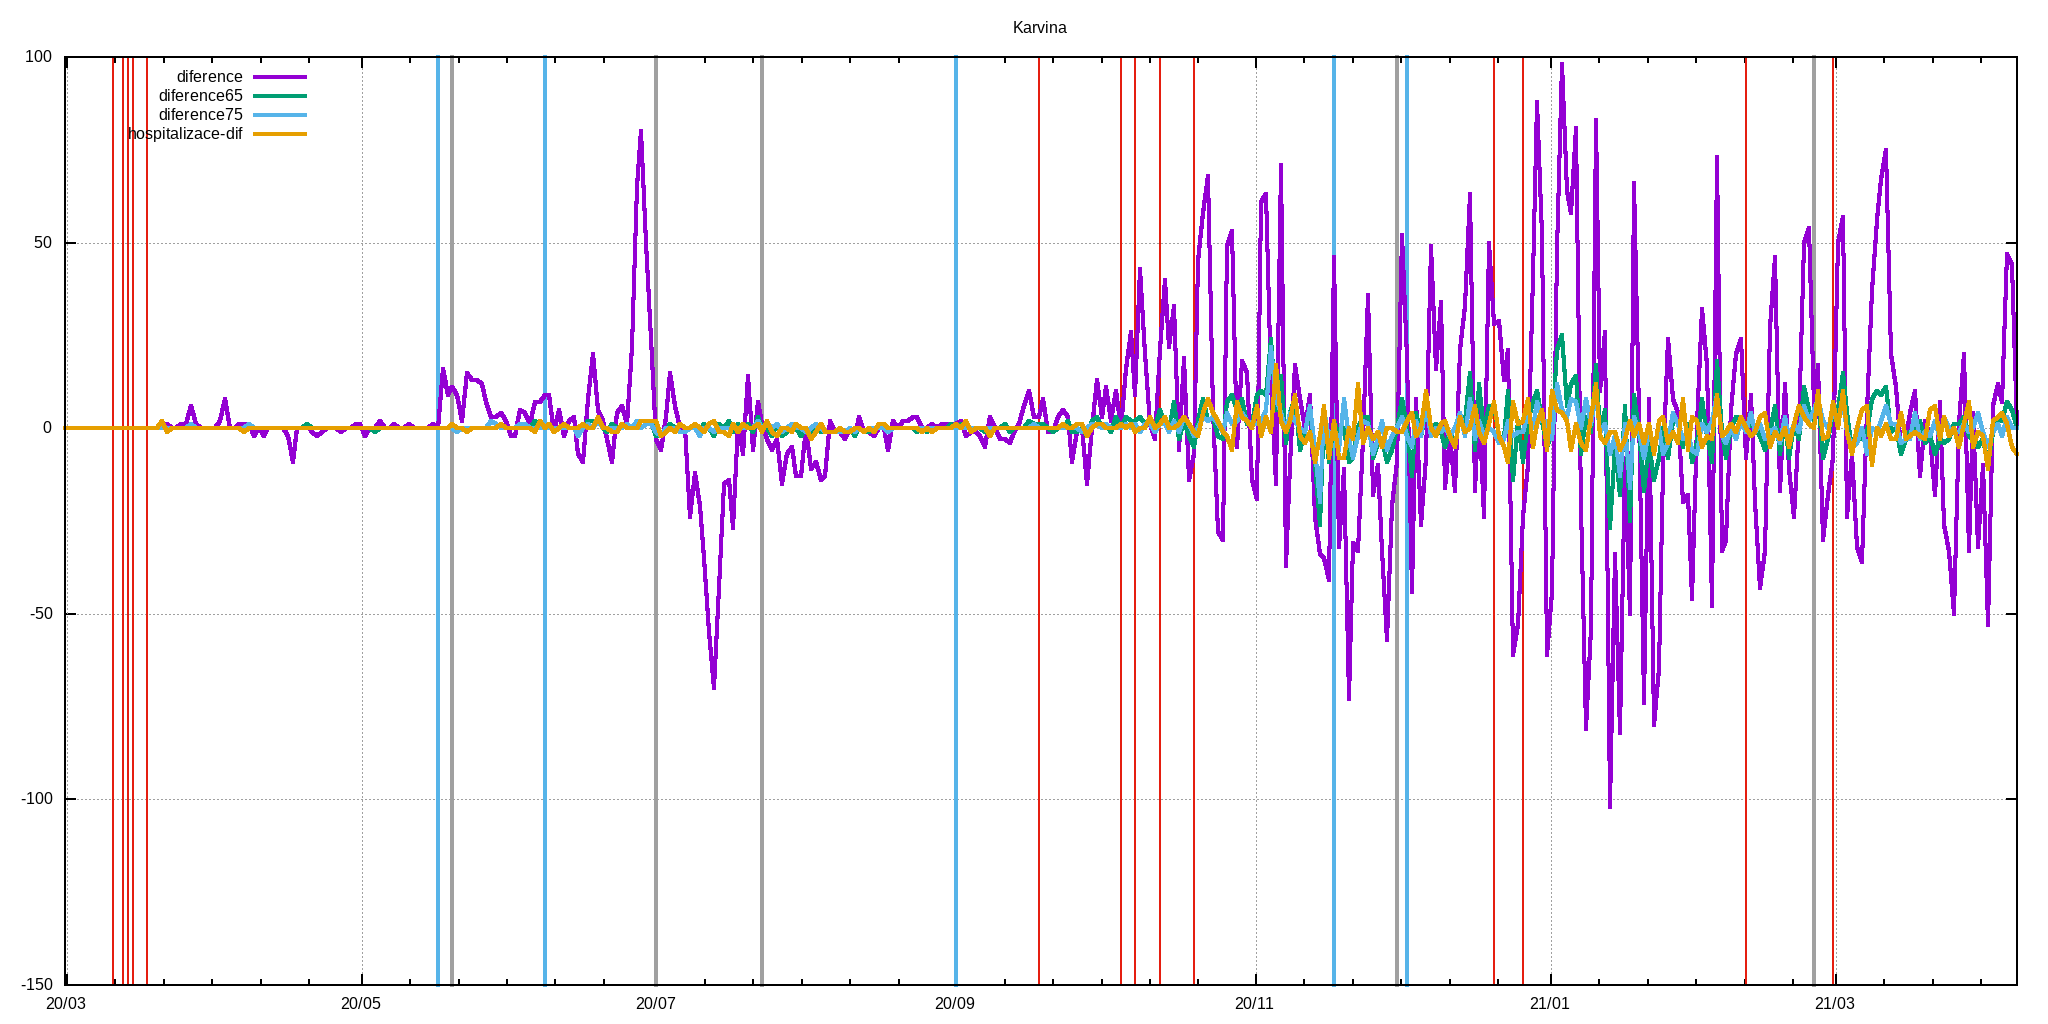 Karvina
100
diference
diference65
diference75
hospitalizace-dif
50
0
-50
-100
-150
20/03 20/05 20/07 20/09 20/11 21/01 21/03